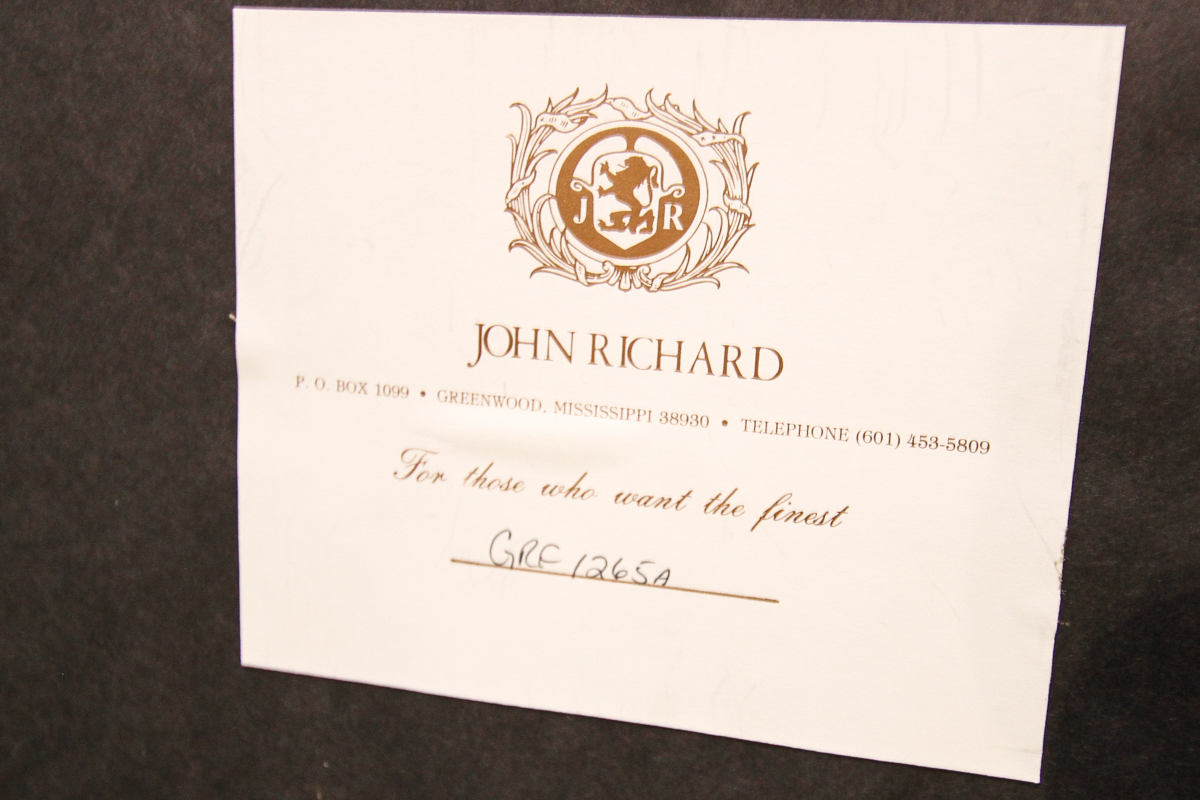 J R
JOHN RICHARD
P. O. BOX 1099 • GREENWOOD, MISSISSIPPI 38930 • TELEPHONE (601) 453-5809
For those who want the finest
GRF 1265A